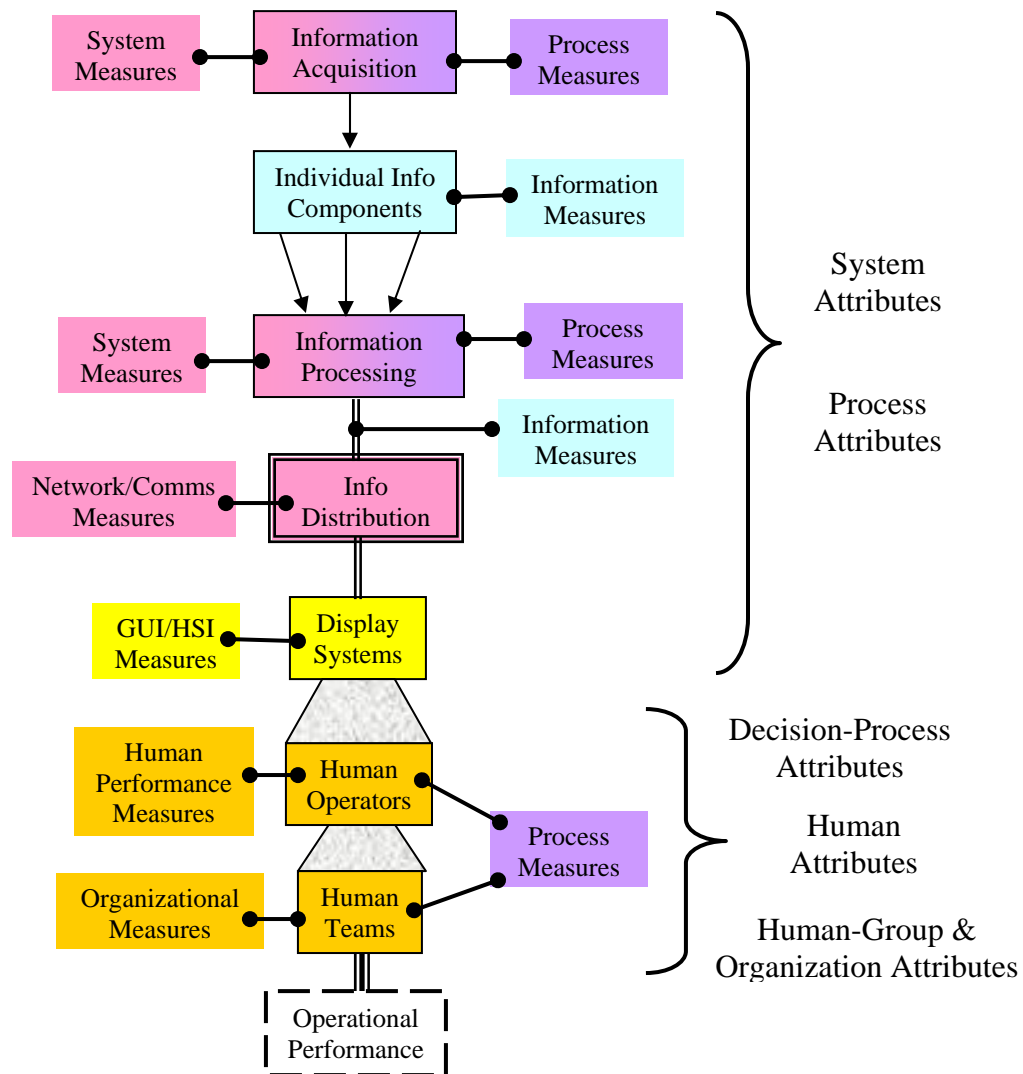 System
Measures
Information
Acquisition
Process
Measures
Individual Info
Components
Information
Measures
System
Attributes
System
Measures
Information
Processing
Process
Measures
Process
Attributes
Information
Measures
Network/Comms
Measures
Info
Distribution
GUI/HSI
Measures
Display
Systems
Human
Performance
Measures
Human
Operators
Decision-Process
Attributes
Process
Measures
Human
Attributes
Organizational
Measures
Human
Teams
Human-Group &
Organization Attributes
Operational
Performance